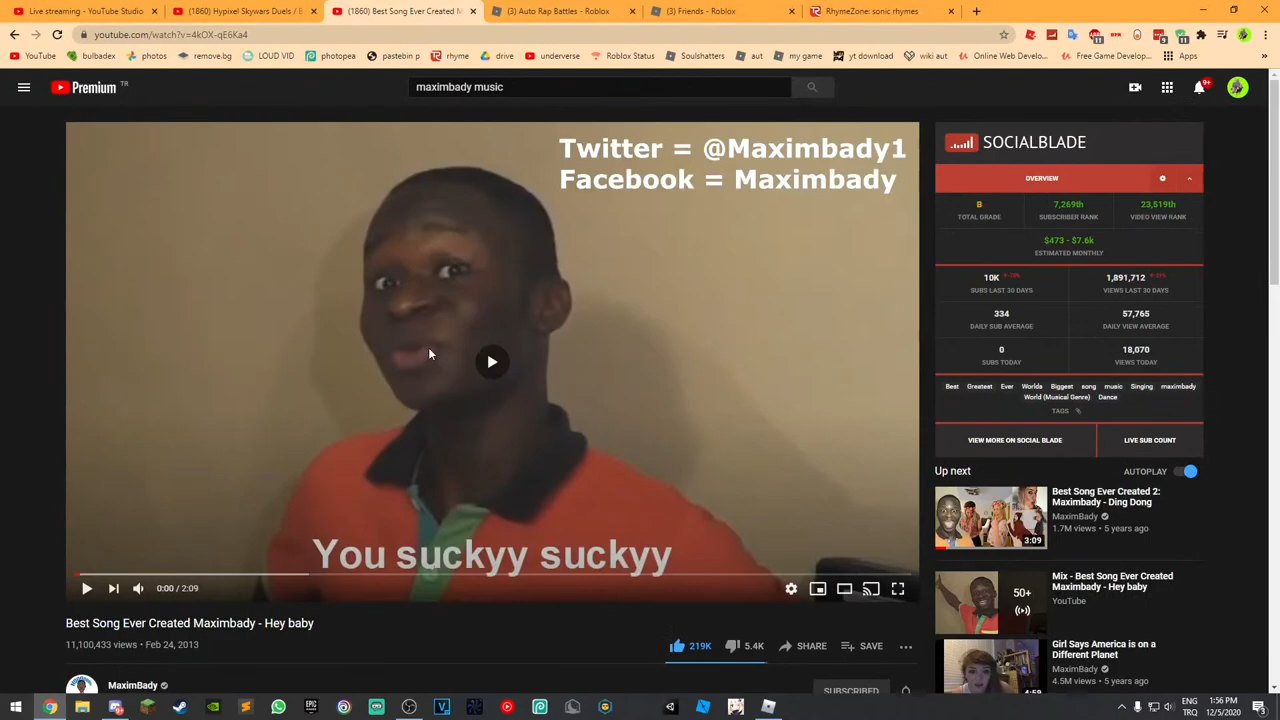 Live streaming - YouTube Studio
(1860) Hypixel Skywars Duels / B
(1860) Best Song Ever Created M
(3) Auto Rap Battles - Roblox
(3) Friends - Roblox
RhymeZone: sonic rhymes
youtube.com/watch?v=4kOX-qE6Ka4
YouTube
bulbadex
photos
remove.bg
LOUD VID
photopea
pastebin p
rhyme
drive
underverse
Roblox Status
Soulshatters
aut
my game
yt download
wiki aut
Online Web Develo...
Free Game Develop...
Apps
Premium TR
maximbady music
9+
Twitter = @Maximbady1
Facebook = Maximbady
You suckyy suckyy
0:00 / 2:09
Best Song Ever Created Maximbady - Hey baby
11,100,433 views • Feb 24, 2013
219K
5.4K
SHARE
SAVE
MaximBady
SUBSCRIBED
SOCIALBLADE
OVERVIEW
B
TOTAL GRADE
7,269th
SUBSCRIBER RANK
23,519th
VIDEO VIEW RANK
$473 - $7.6k
ESTIMATED MONTHLY
10K
SUBS LAST 30 DAYS
1,891,712
VIEWS LAST 30 DAYS
334
DAILY SUB AVERAGE
57,765
DAILY VIEW AVERAGE
0
SUBS TODAY
18,070
VIEWS TODAY
Best Greatest Ever Worlds Biggest song music Singing maximbady
World (Musical Genre) Dance
TAGS
VIEW MORE ON SOCIAL BLADE
LIVE SUB COUNT
Up next
AUTOPLAY
Best Song Ever Created 2:
Maximbady - Ding Dong
MaximBady
1.7M views • 5 years ago
3:09
Mix - Best Song Ever Created
Maximbady - Hey baby
YouTube
50+
Girl Says America is on a
Different Planet
MaximBady
4.5M views • 5 years ago
4:59
ENG
TRQ
1:56 PM
12/5/2020